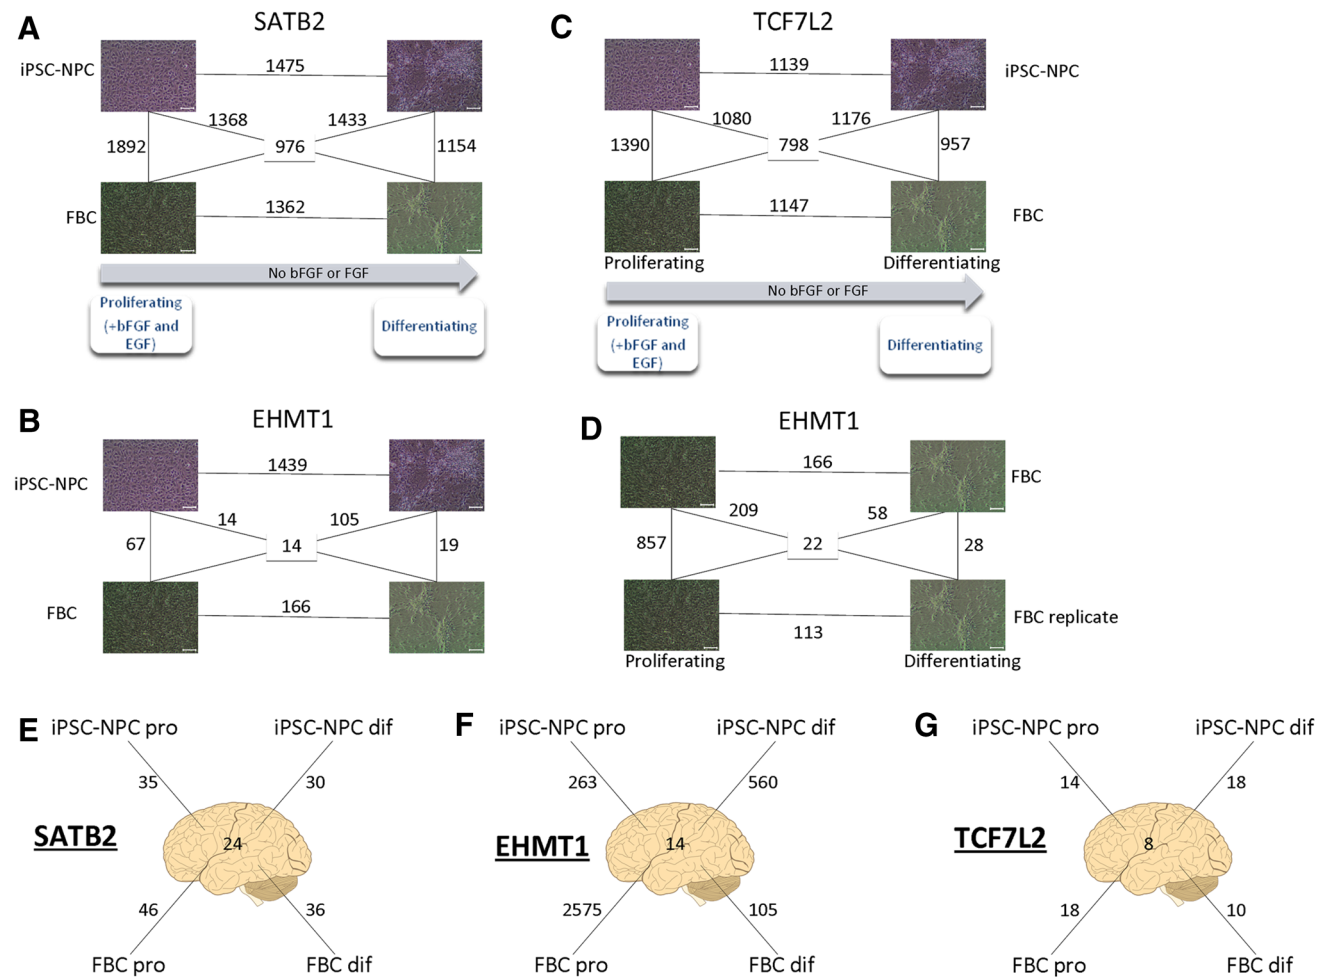 A
SATB2
iPSC-NPC
1475
1368
1433
1892
976
1154
FBC
1362
No bFGF or FGF
Proliferating
(+bFGF and
EGF)
Differentiating
C
TCF7L2
iPSC-NPC
1139
1080
1176
1390
798
957
FBC
1147
Proliferating
Differentiating
No bFGF or FGF
Proliferating
(+bFGF and
EGF)
Differentiating
B
EHMT1
iPSC-NPC
1439
14
105
67
14
19
FBC
166
D
EHMT1
FBC
166
209
58
857
22
28
FBC replicate
113
Proliferating
Differentiating
E
iPSC-NPC pro
iPSC-NPC dif
35
30
SATB2
24
46
36
FBC pro
FBC dif
F
iPSC-NPC pro
iPSC-NPC dif
263
560
EHMT1
14
2575
105
FBC pro
FBC dif
G
iPSC-NPC pro
iPSC-NPC dif
14
18
TCF7L2
8
18
10
FBC pro
FBC dif